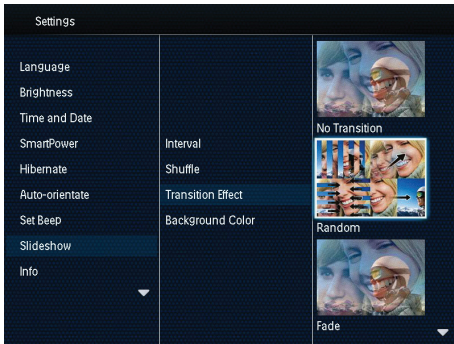 Settings
Language
Brightness
Time and Date
SmartPower
Hibernate
Auto-orientate
Set Beep
Slideshow
Info
Interval
Shuffle
Transition Effect
Background Color
No Transition
Random
Fade